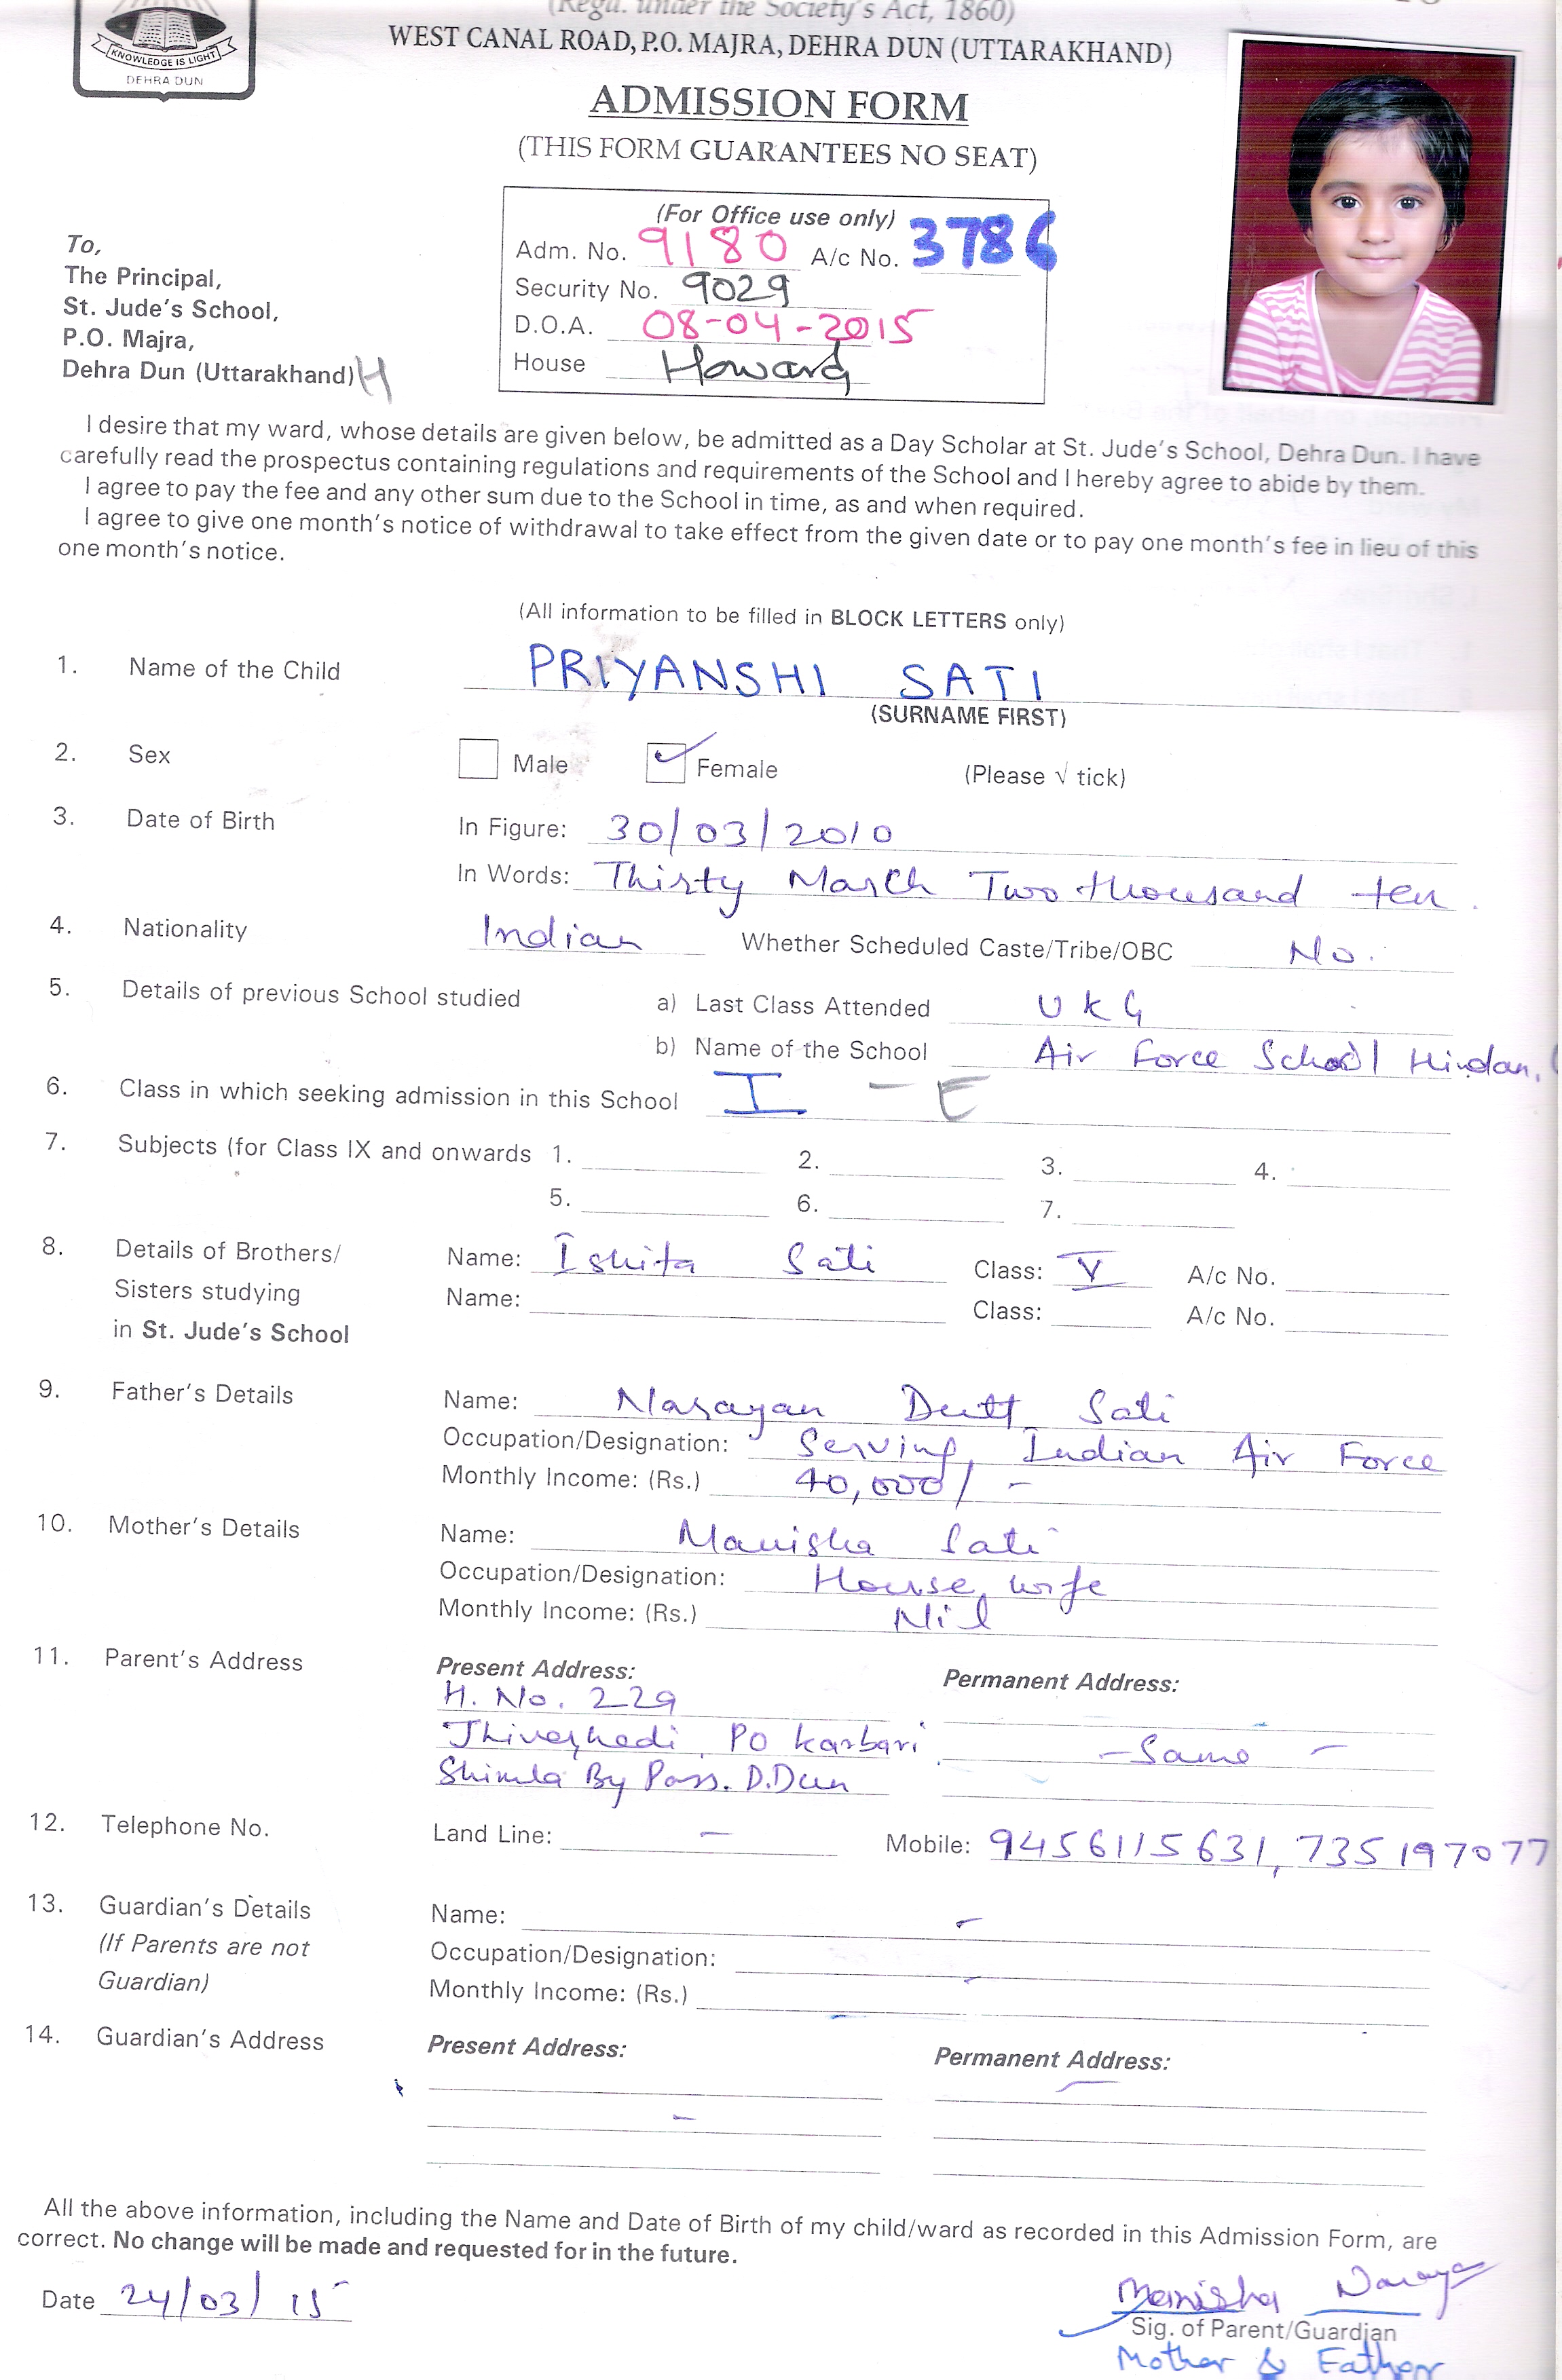 (Regd. under the Society's Act, 1860)
WEST CANAL ROAD, P.O. MAJRA, DEHRA DUN (UTTARAKHAND)
KNOWLEDGE IS LIGHT
DEHRA DUN
ADMISSION FORM
(THIS FORM GUARANTEES NO SEAT)
(For Office use only)
Adm. No. 9180 A/c No. 3786
Security No. 9029
D.O.A. 08-04-2015
House Howard
To,
The Principal,
St. Jude's School,
P.O. Majra,
Dehra Dun (Uttarakhand) H
I desire that my ward, whose details are given below, be admitted as a Day Scholar at St. Jude's School, Dehra Dun. I have
carefully read the prospectus containing regulations and requirements of the School and I hereby agree to abide by them.
I agree to pay the fee and any other sum due to the School in time, as and when required.
I agree to give one month's notice of withdrawal to take effect from the given date or to pay one month's fee in lieu of this
one month's notice.
(All information to be filled in BLOCK LETTERS only)
1. Name of the Child PRIYANSHI SATI
(SURNAME FIRST)
2. Sex Male ✓ Female (Please √ tick)
3. Date of Birth In Figure: 30/03/2010
In Words: Thirty March Two thousand ten.
4. Nationality Indian Whether Scheduled Caste/Tribe/OBC No.
5. Details of previous School studied a) Last Class Attended UKG
b) Name of the School Air Force School Hindan,
6. Class in which seeking admission in this School I - E
7. Subjects (for Class IX and onwards 1. 2. 3. 4.
5. 6. 7.
8. Details of Brothers/ Name: Ishita Sati Class: V A/c No.
Sisters studying Name: Class: A/c No.
in St. Jude's School
9. Father's Details Name: Narayan Dutt Sati
Occupation/Designation: Serving, Indian Air Force
Monthly Income: (Rs.) 40,000/-
10. Mother's Details Name: Manisha Sati
Occupation/Designation: House wife
Monthly Income: (Rs.) Nil
11. Parent's Address Present Address: Permanent Address:
H. No. 229
PO Karbari - Same -
Shimla By Pass. D.Dun
12. Telephone No. Land Line: - Mobile: 9456115631, 735197077
13. Guardian's Details Name: -
(If Parents are not Occupation/Designation:
Guardian) Monthly Income: (Rs.) -
14. Guardian's Address Present Address: - Permanent Address: -
All the above information, including the Name and Date of Birth of my child/ward as recorded in this Admission Form, are
correct. No change will be made and requested for in the future.
Date 24/03/15 Manisha
Sig. of Parent/Guardian
Mother & Father